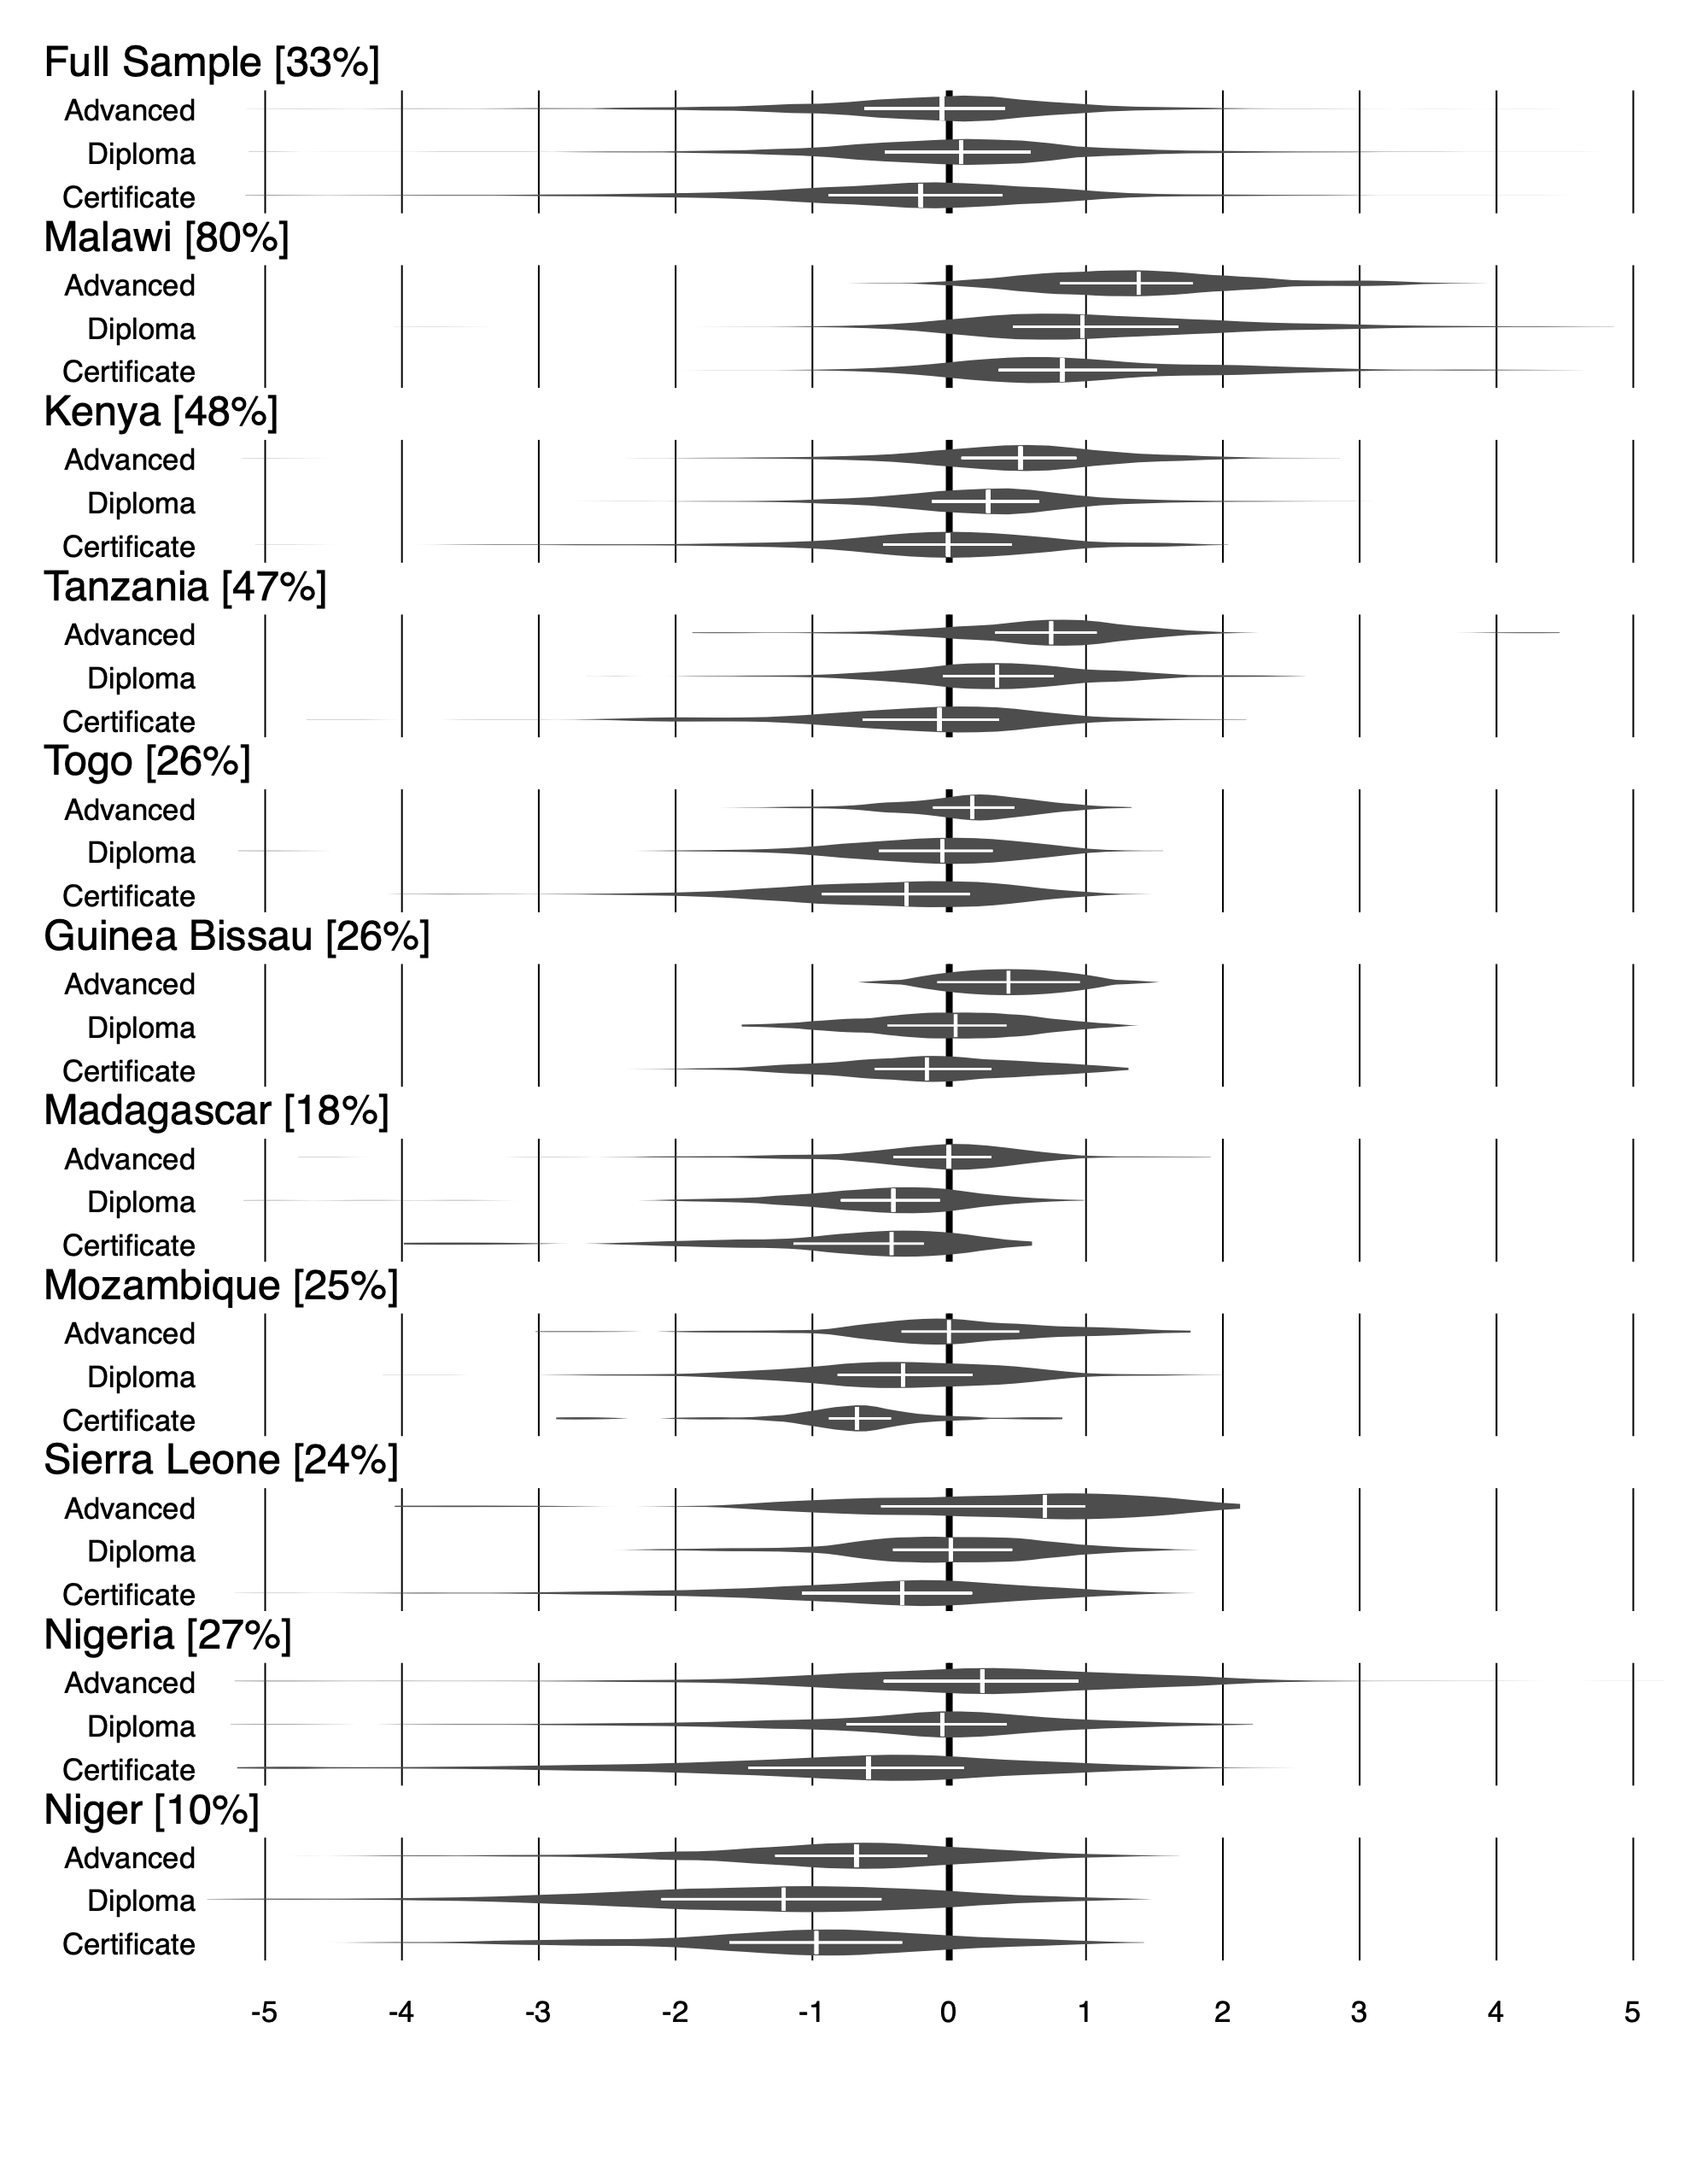 Full Sample [33%]
Advanced
Diploma
Certificate
Malawi [80%]
Advanced
Diploma
Certificate
Kenya [48%]
Advanced
Diploma
Certificate
Tanzania [47%]
Advanced
Diploma
Certificate
Togo [26%]
Advanced
Diploma
Certificate
Guinea Bissau [26%]
Advanced
Diploma
Certificate
Madagascar [18%]
Advanced
Diploma
Certificate
Mozambique [25%]
Advanced
Diploma
Certificate
Sierra Leone [24%]
Advanced
Diploma
Certificate
Nigeria [27%]
Advanced
Diploma
Certificate
Niger [10%]
Advanced
Diploma
Certificate
-5 -4 -3 -2 -1 0 1 2 3 4 5